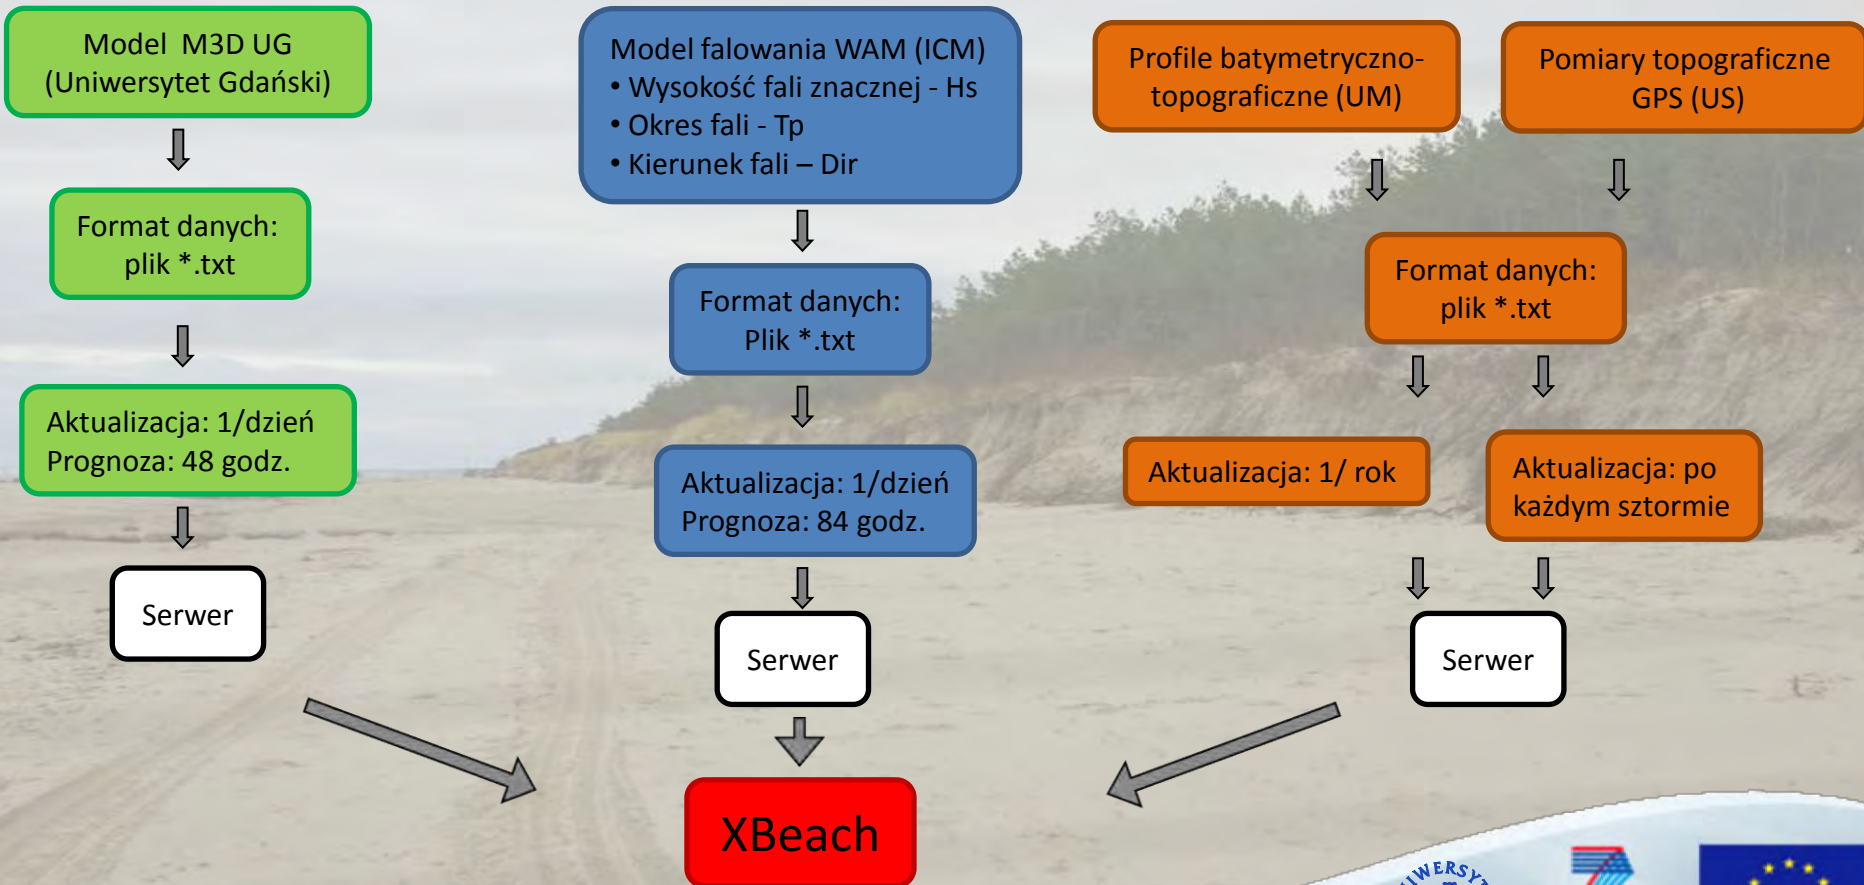 Model M3D UG
(Uniwersytet Gdański)
Format danych:
plik *.txt
Aktualizacja: 1/dzień
Prognoza: 48 godz.
Serwer
Model falowania WAM (ICM)
• Wysokość fali znacznej - Hs
• Okres fali - Tp
• Kierunek fali – Dir
Format danych:
Plik *.txt
Aktualizacja: 1/dzień
Prognoza: 84 godz.
Serwer
Profile batymetryczno-
topograficzne (UM)
Pomiary topograficzne
GPS (US)
Format danych:
plik *.txt
Aktualizacja: 1/ rok
Aktualizacja: po
każdym sztormie
Serwer
XBeach